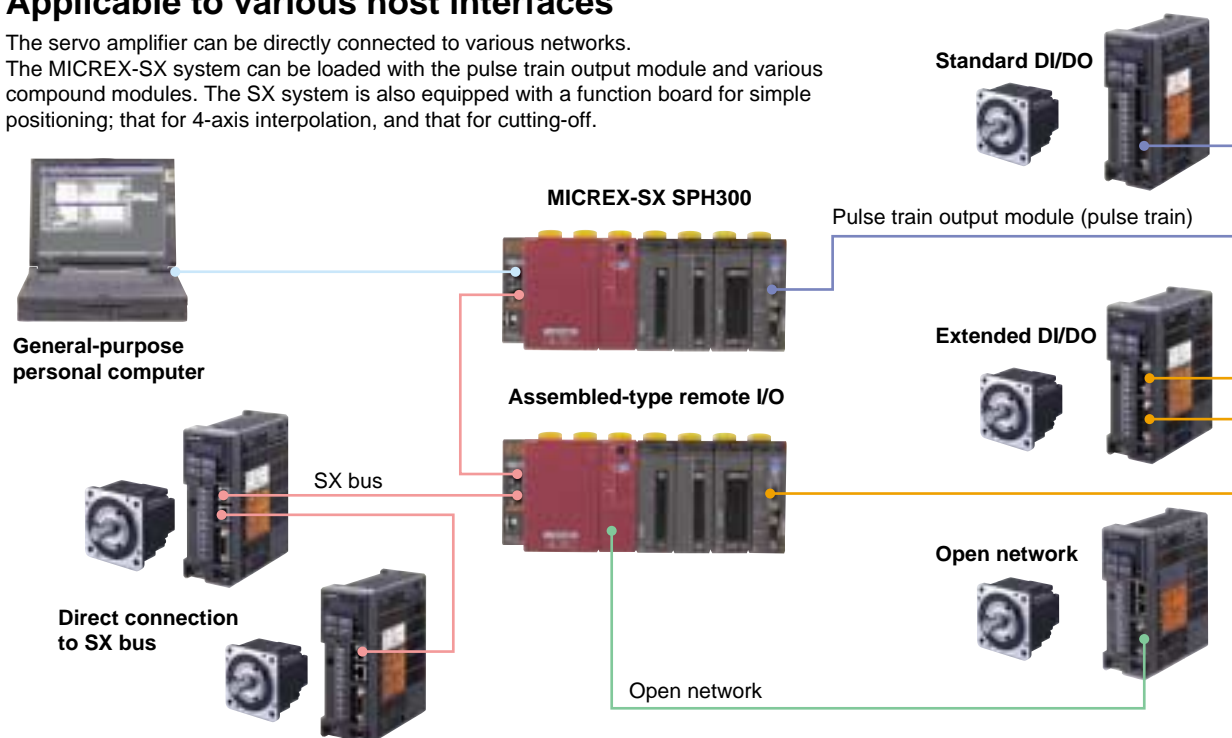 Applicable to various host interfaces
The servo amplifier can be directly connected to various networks.
The MICREX-SX system can be loaded with the pulse train output module and various
compound modules. The SX system is also equipped with a function board for simple
positioning; that for 4-axis interpolation, and that for cutting-off.
Standard DI/DO
MICREX-SX SPH300
Pulse train output module (pulse train)
General-purpose
personal computer
Extended DI/DO
Assembled-type remote I/O
SX bus
Open network
Direct connection
to SX bus
Open network